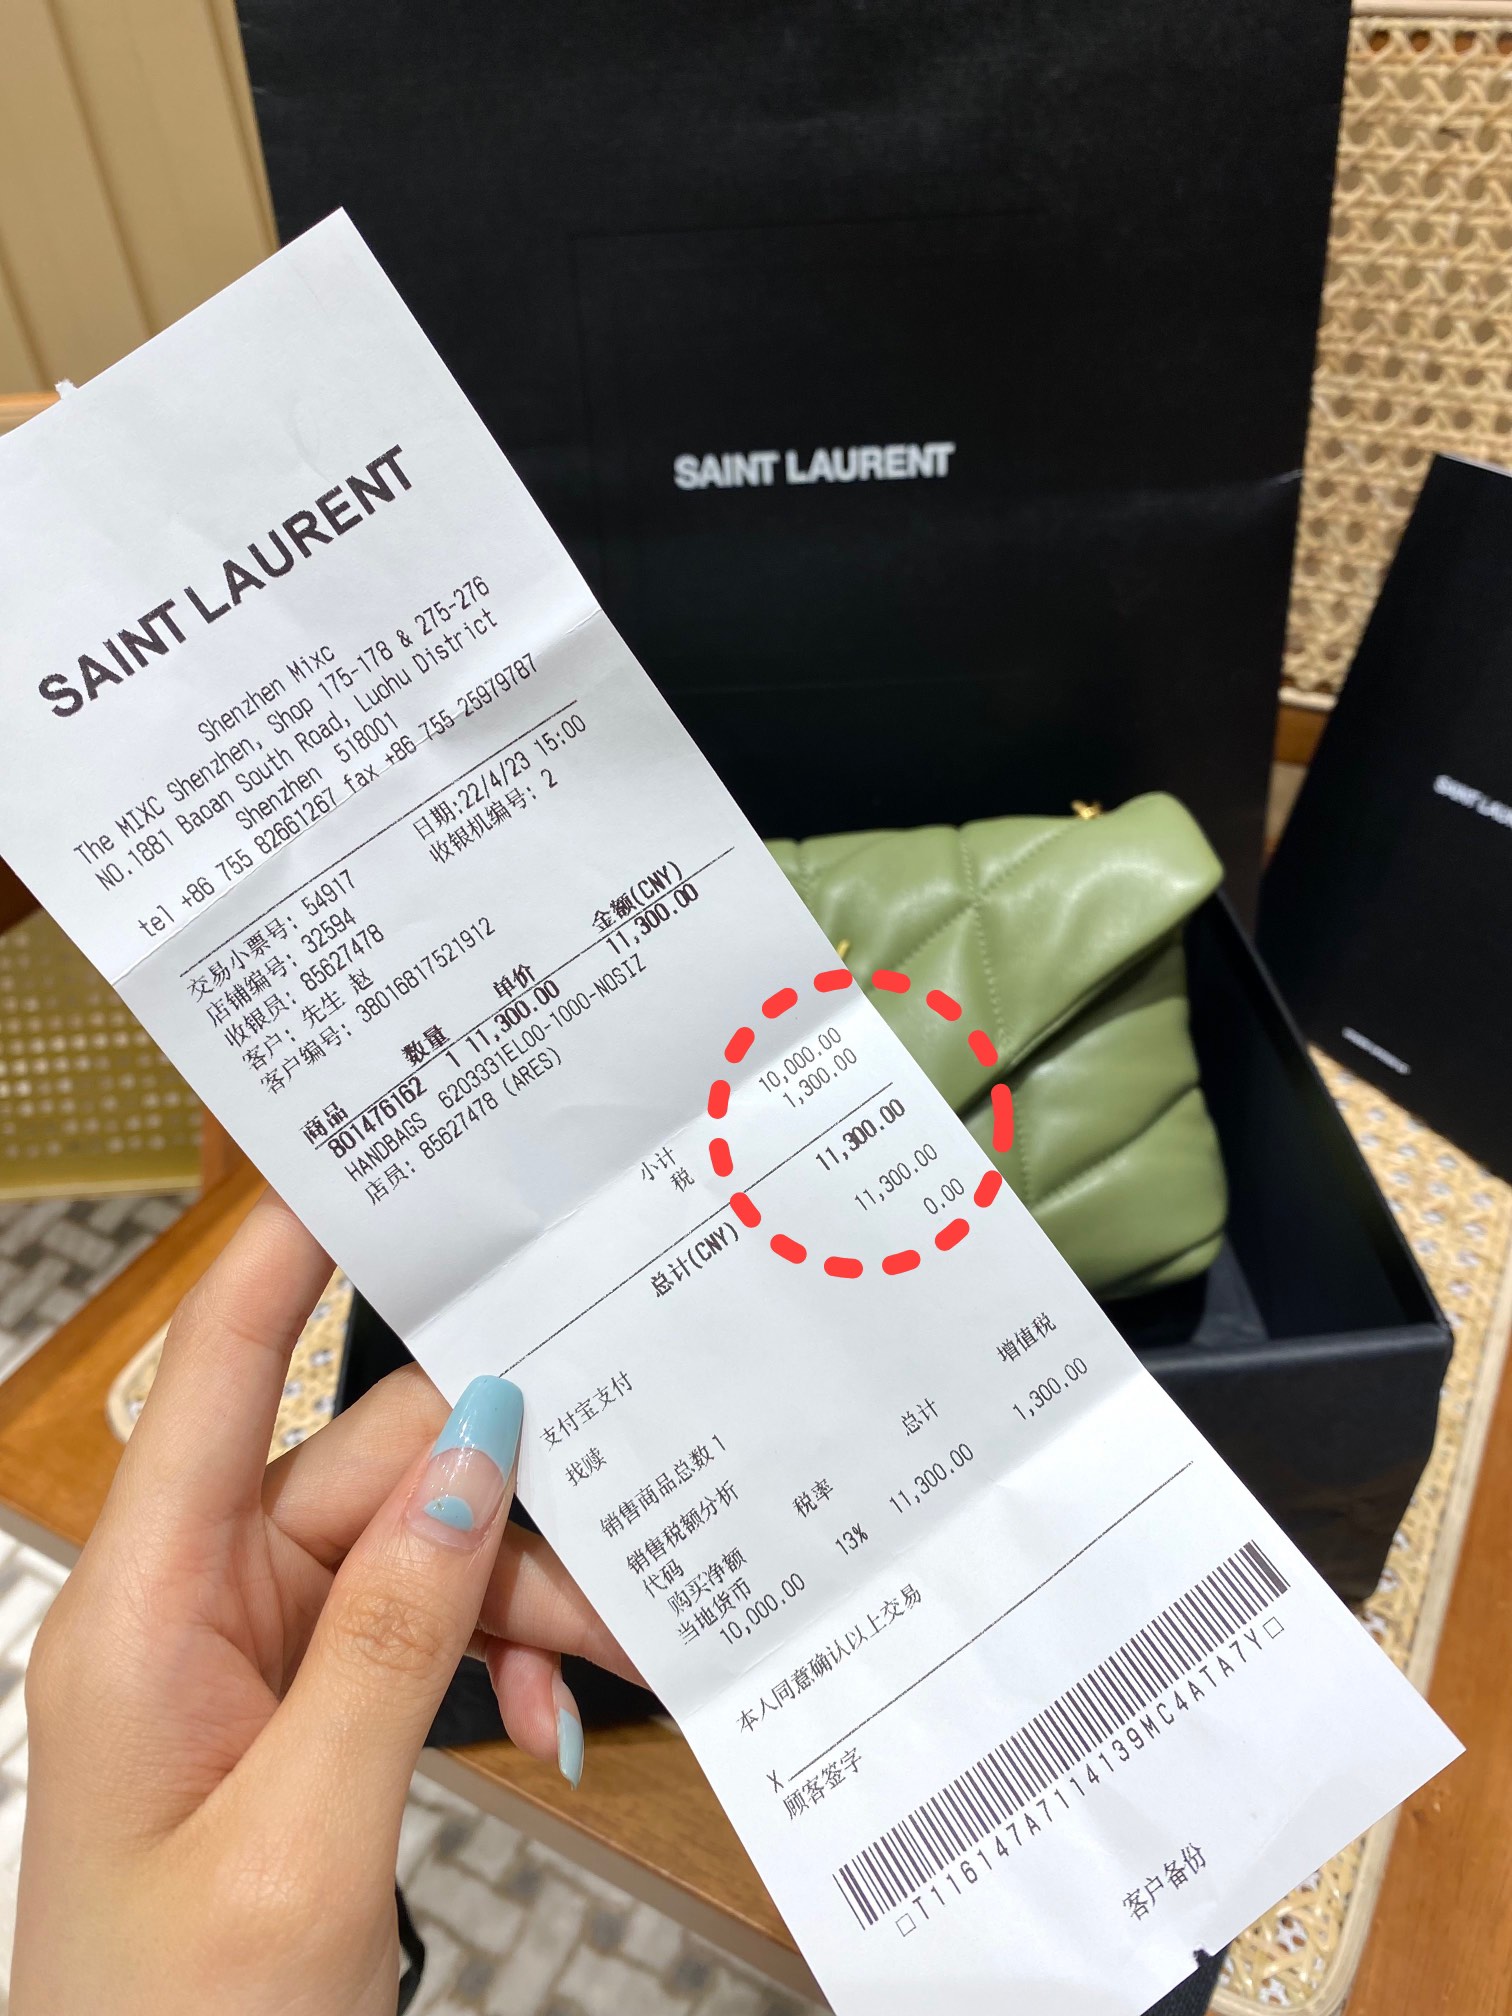 SAINT LAURENT
Shenzhen Mixc
The MIXC Shenzhen, Shop 175-178 & 275-276
NO.1881 Baoan South Road, Luohu District
Shenzhen 518001
tel +86 755 82661267 fax +86 755 25979787
交易小票号: 54917 日期:22/4/23 15:00
店铺编号: 32594 收银机编号: 2
收银员: 85627478
客户: 先生 赵
客户编号: 38016817521912
商品 数量 单价 金额(CNY)
801476162 1 11,300.00 11,300.00
HANDBAGS 6203331EL00-1000-NOSIZ
店员: 85627478 (ARES)
小计 10,000.00
税 1,300.00
总计(CNY) 11,300.00
支付宝支付 11,300.00
找赎 0.00
销售商品总数 1
销售税额分析
代码 税率 总计 增值税
购买净额 13% 11,300.00 1,300.00
当地货币
10,000.00
本人同意确认以上交易
X
顾客签字
□T116147A7114139MC4ATA7Y□
客户备份
SAINT LAURENT
SAINT LAU